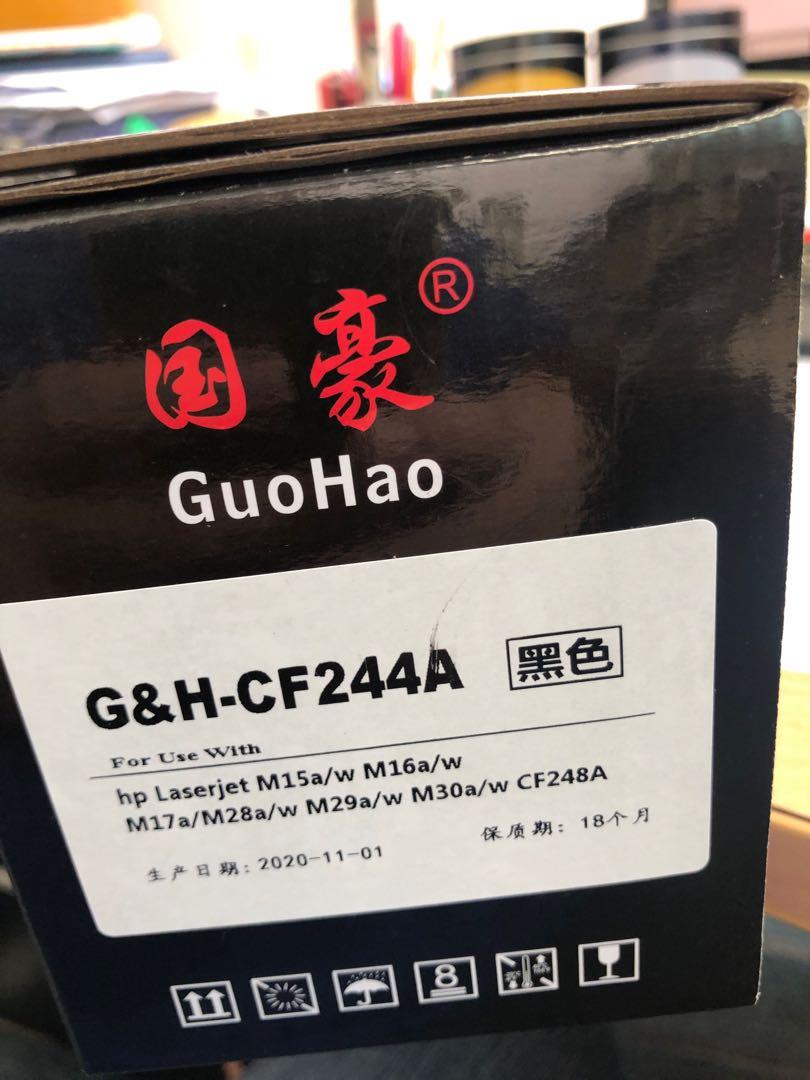 国豪®
GuoHao
G&H-CF244A 黑色
For Use With
hp Laserjet M15a/w M16a/w
M17a/M28a/w M29a/w M30a/w CF248A
生产日期：2020-11-01 保质期：18个月
8